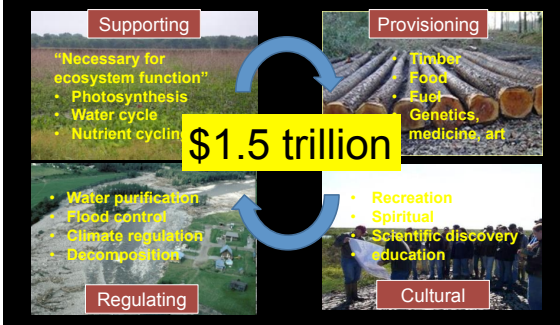 Supporting
“Necessary for
ecosystem function”
• Photosynthesis
• Water cycle
• Nutrient cycling
Provisioning
• Timber
• Food
• Fuel
• Genetics,
medicine, art
$1.5 trillion
• Water purification
• Flood control
• Climate regulation
• Decomposition
Regulating
• Recreation
• Spiritual
• Scientific discovery
• education
Cultural